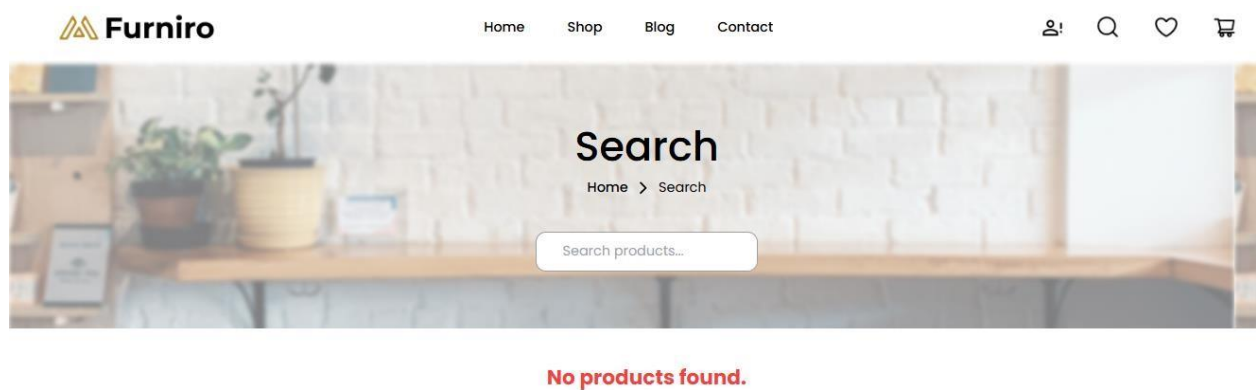 Furniro
Home Shop Blog Contact
Search
Home > Search
Search products...
No products found.